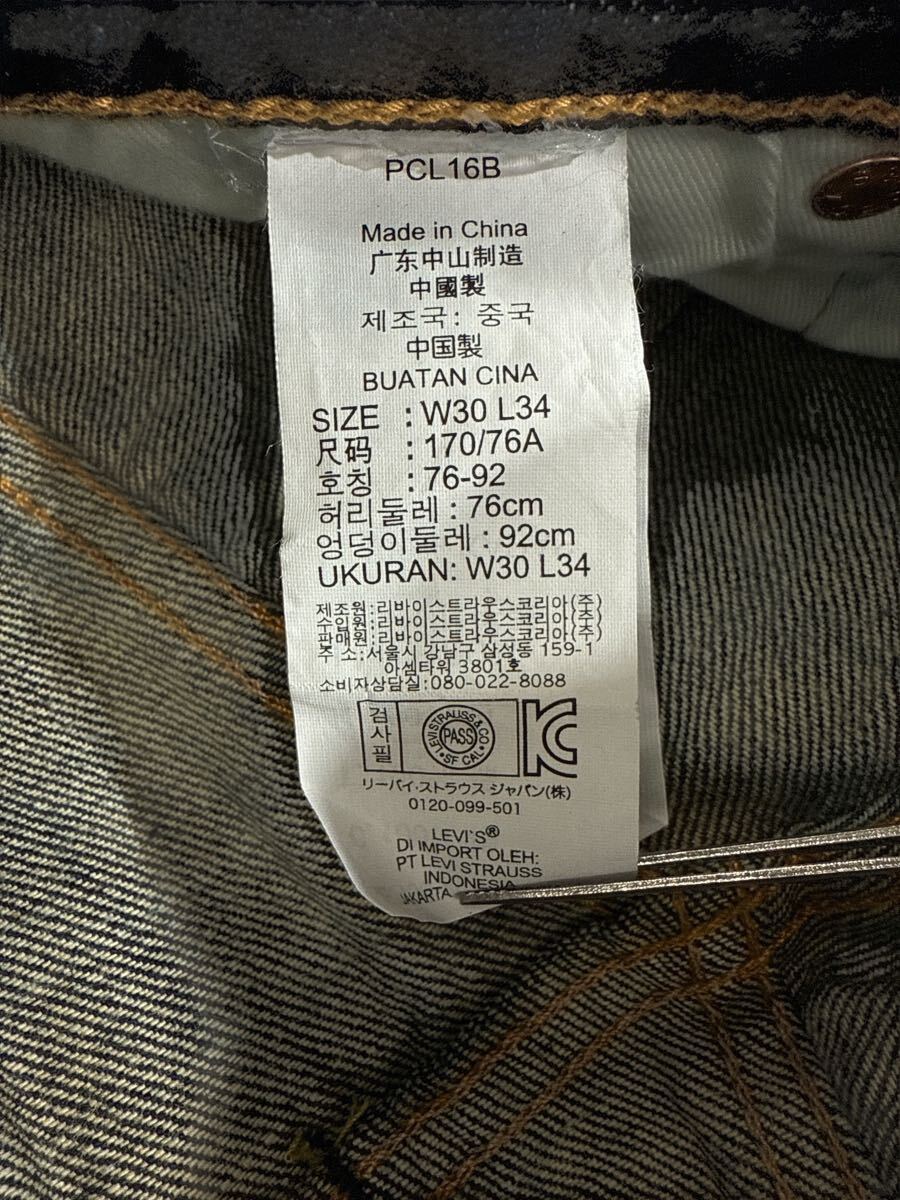 PCL16B
Made in China
广东中山制造
中國製
제조국: 중국
中国製
BUATAN CINA
SIZE : W30 L34
尺码 : 170/76A
호칭 : 76-92
허리둘레 : 76cm
엉덩이둘레 : 92cm
UKURAN: W30 L34
제조원:리바이스트라우스코리아(주)
수입원:리바이스트라우스코리아(주)
판매원:리바이스트라우스코리아(주)
주 소:서울시 강남구 삼성동 159-1
아셈타워 3801호
소비자상담실:080-022-8088
검사필
LEVI STRAUSS & CO
PASS
SF CAL
リーバイ·ストラウス ジャパン(株)
0120-099-501
LEVI'S®
DI IMPORT OLEH:
PT LEVI STRAUSS
INDONESIA
JAKARTA